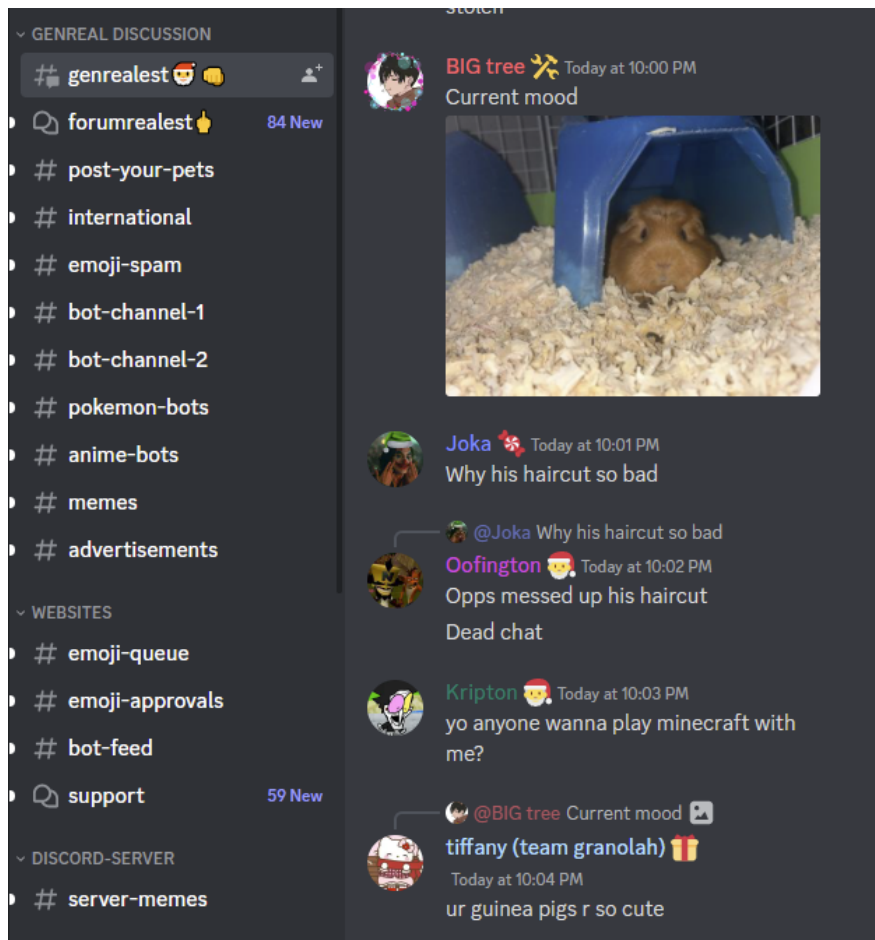 GENREAL DISCUSSION
genrealest🎅👊
forumrealest🖕 84 New
post-your-pets
international
emoji-spam
bot-channel-1
bot-channel-2
pokemon-bots
anime-bots
memes
advertisements
WEBSITES
emoji-queue
emoji-approvals
bot-feed
support 59 New
DISCORD-SERVER
server-memes
stolen
BIG tree 🛠️ Today at 10:00 PM
Current mood
Joka 🍬 Today at 10:01 PM
Why his haircut so bad
@Joka Why his haircut so bad
Oofington 🎅 Today at 10:02 PM
Opps messed up his haircut
Dead chat
Kripton 🎅 Today at 10:03 PM
yo anyone wanna play minecraft with
me?
@BIG tree Current mood
tiffany (team granolah) 🎁
Today at 10:04 PM
ur guinea pigs r so cute